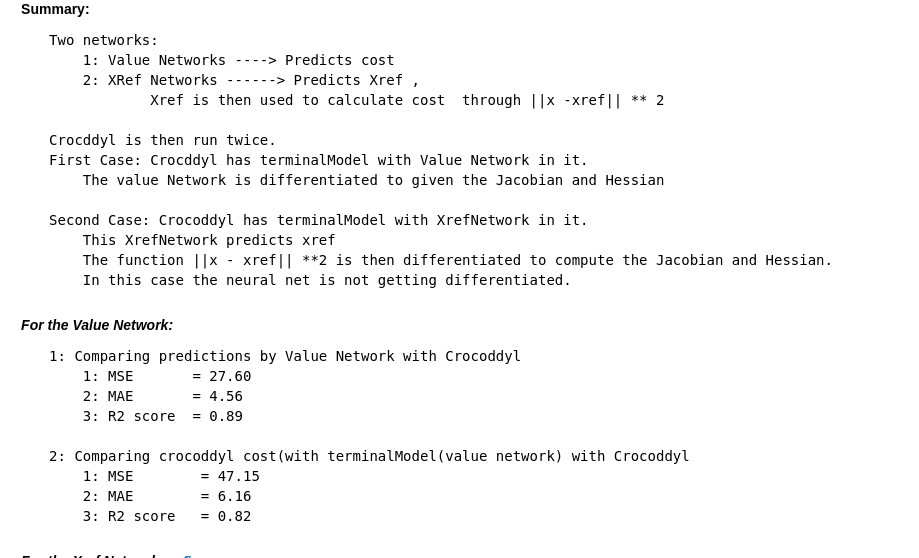 Summary:
Two networks:
1: Value Networks ----> Predicts cost
2: XRef Networks ------> Predicts Xref ,
Xref is then used to calculate cost  through ||x -xref|| ** 2
Crocddyl is then run twice.
First Case: Crocddyl has terminalModel with Value Network in it.
The value Network is differentiated to given the Jacobian and Hessian
Second Case: Crocoddyl has terminalModel with XrefNetwork in it.
This XrefNetwork predicts xref
The function ||x - xref|| **2 is then differentiated to compute the Jacobian and Hessian.
In this case the neural net is not getting differentiated.
For the Value Network:
1: Comparing predictions by Value Network with Crocoddyl
1: MSE       = 27.60
2: MAE       = 4.56
3: R2 score  = 0.89
2: Comparing crocoddyl cost(with terminalModel(value network) with Crocoddyl
1: MSE        = 47.15
2: MAE        = 6.16
3: R2 score   = 0.82